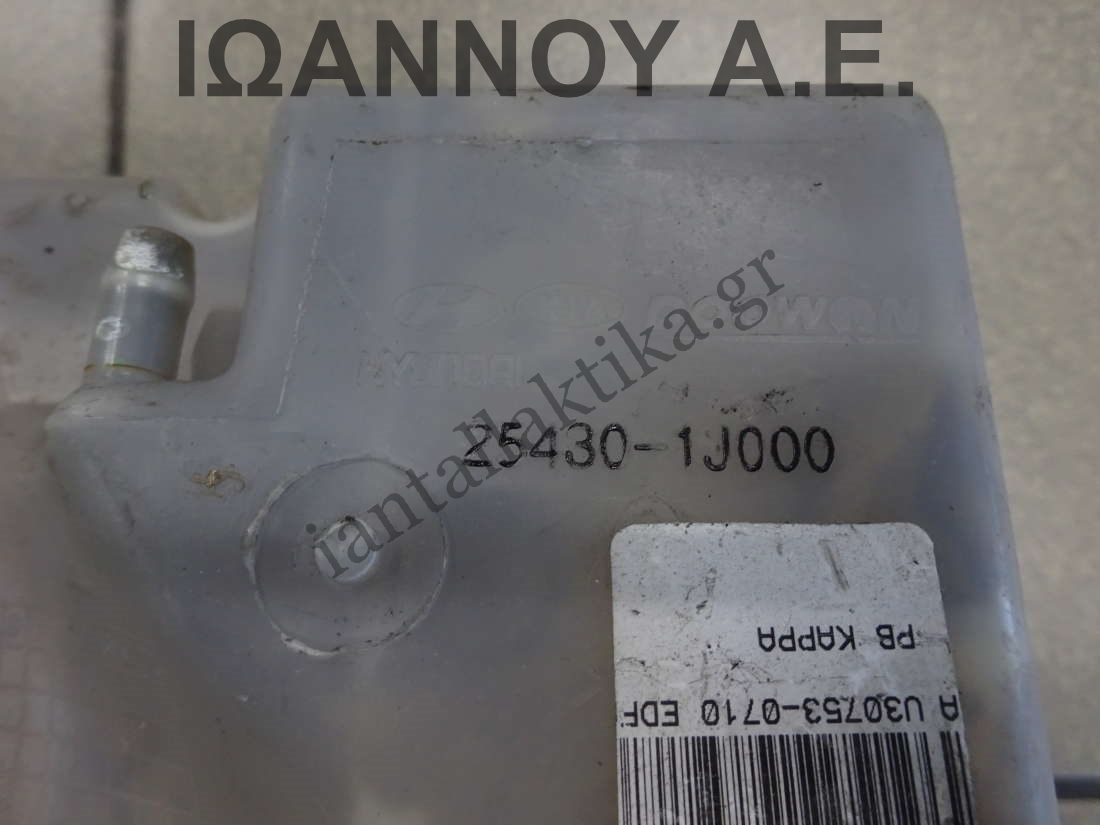 ΙΩΑΝΝΟΥ Α.Ε.
25430-1J000
iantallaktika.gr
PB KAPPA
A U30753-0710 EDF